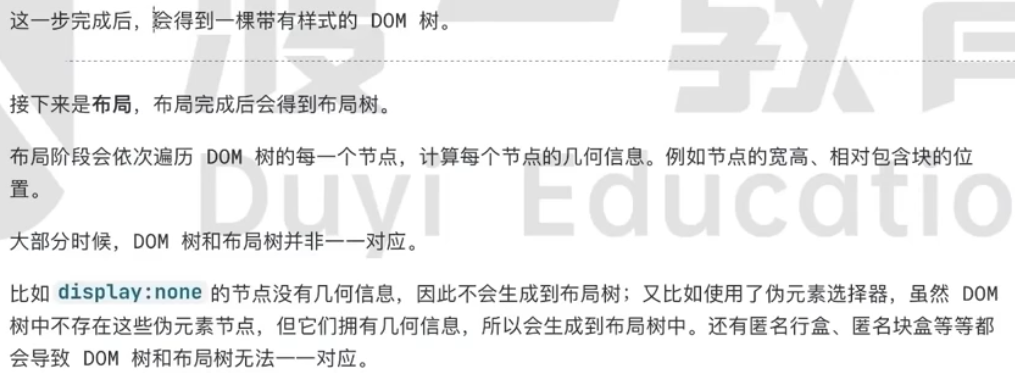 这一步完成后，会得到一棵带有样式的 DOM 树。
接下来是布局，布局完成后会得到布局树。
布局阶段会依次遍历 DOM 树的每一个节点，计算每个节点的几何信息。例如节点的宽高、相对包含块的位
置。
大部分时候，DOM 树和布局树并非一一对应。
比如 display:none 的节点没有几何信息，因此不会生成到布局树；又比如使用了伪元素选择器，虽然 DOM
树中不存在这些伪元素节点，但它们拥有几何信息，所以会生成到布局树中。还有匿名行盒、匿名块盒等等都
会导致 DOM 树和布局树无法一一对应。
Duyi Educatio